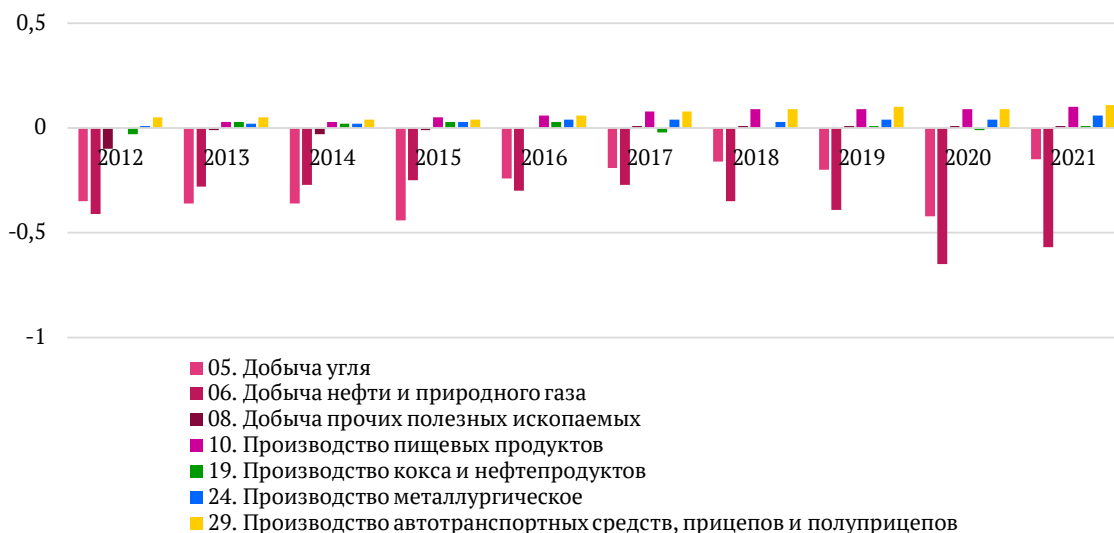 0,5
0
2012 2013 2014 2015 2016 2017 2018 2019 2020 2021
-0,5
-1
05. Добыча угля
06. Добыча нефти и природного газа
08. Добыча прочих полезных ископаемых
10. Производство пищевых продуктов
19. Производство кокса и нефтепродуктов
24. Производство металлургическое
29. Производство автотранспортных средств, прицепов и полуприцепов